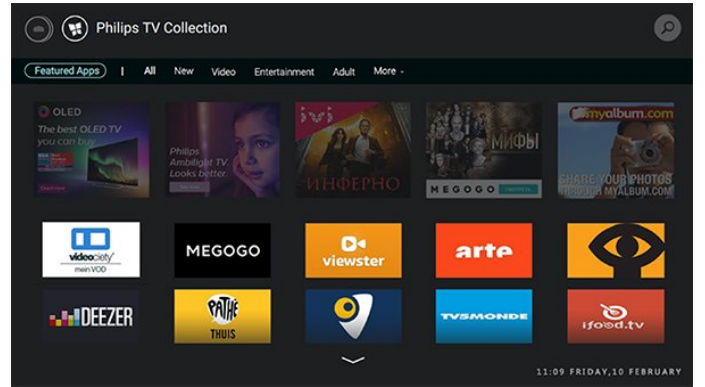 Philips TV Collection
Featured Apps | All New Video Entertainment Adult More
OLED
The best OLED TV
you can buy
Philips
Ambilight TV.
Looks better.
ivi
ИНФЕРНО
МИФЫ
MEGOGO СМОТРЕТЬ
myalbum.com
SHARE YOUR PHOTOS
THROUGH MYALBUM.COM
videociety
mein VOD
MEGOGO
viewster
arte
DEEZER
PATHÉ
THUIS
TV5MONDE
ifood.tv
11:09 FRIDAY,10 FEBRUARY